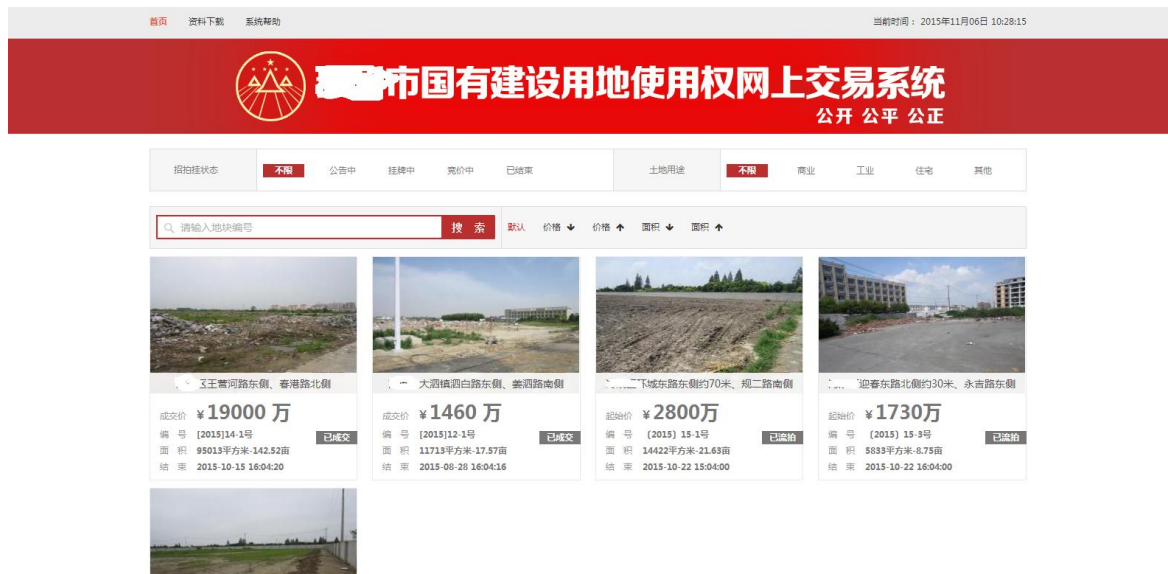 首页 资料下载 系统帮助 当前时间： 2015年11月06日 10:28:15
市国有建设用地使用权网上交易系统
公开 公平 公正
招拍挂状态 不限 公告中 挂牌中 竞价中 已结束 土地用途 不限 商业 工业 住宅 其他
请输入地块编号 搜 索 默认 价格 价格 面积 面积
区王营河路东侧、春港路北侧
成交价 ¥19000 万
编 号 [2015]14-1号
已成交
面 积 95013平方米-142.52亩
结 束 2015-10-15 16:04:20
大泗镇泗白路东侧、姜泗路南侧
成交价 ¥1460 万
编 号 [2015]12-1号
已成交
面 积 11713平方米-17.57亩
结 束 2015-08-28 16:04:16
环城东路东侧约70米、规二路南侧
起始价 ¥2800万
编 号 (2015) 15-1号
已流拍
面 积 14422平方米-21.63亩
结 束 2015-10-22 15:04:00
迎春东路北侧约30米、永吉路东侧
起始价 ¥1730万
编 号 (2015) 15-3号
已流拍
面 积 5833平方米-8.75亩
结 束 2015-10-22 16:04:00